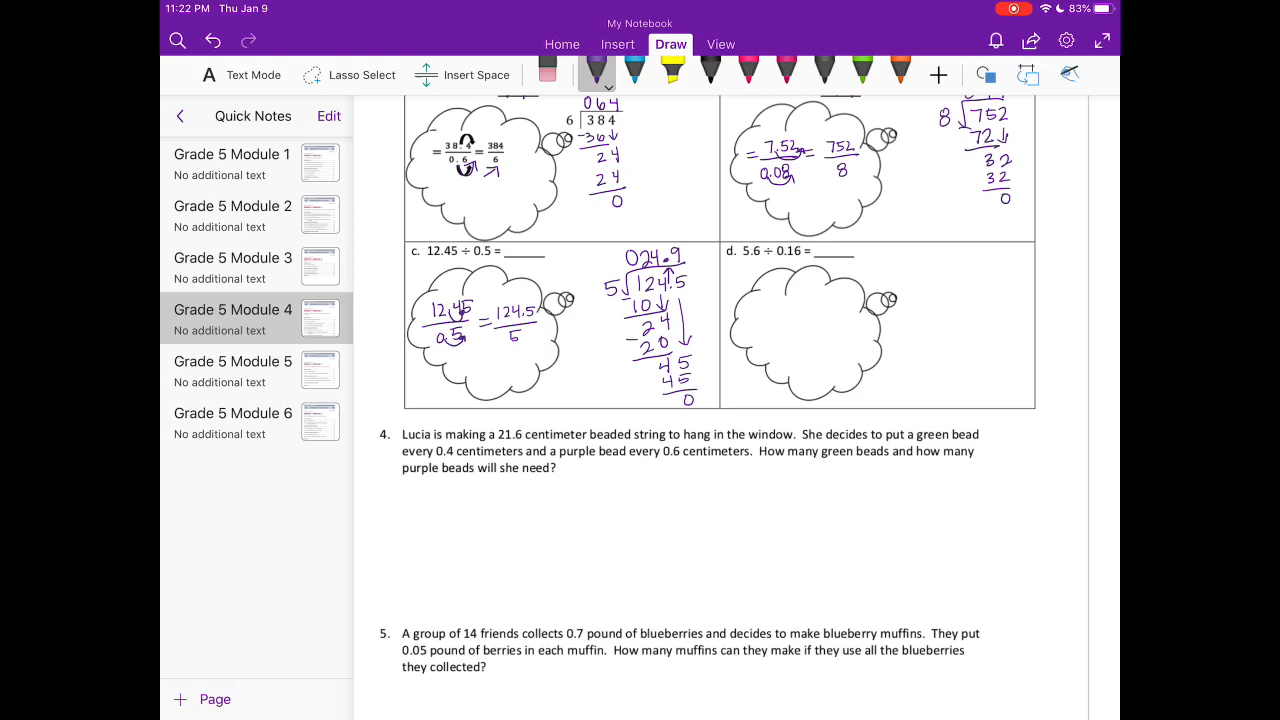 11:22 PM Thu Jan 9
83%
My Notebook
Home Insert Draw View
Text Mode Lasso Select Insert Space
Quick Notes Edit
Grade 5 Module 1
No additional text
Grade 5 Module 2
No additional text
Grade 5 Module 3
No additional text
Grade 5 Module 4
No additional text
Grade 5 Module 5
No additional text
Grade 5 Module 6
No additional text
Page
= 38.4 / 0.6 = 384 / 6
064
6 384
-36
24
24
0
7.52 / 0.08 = 752 / 8
8 752
72
32
32
0
c. 12.45 ÷ 0.5 = ______
12.45 / 0.5 124.5 / 5
024.9
5 124.5
- 10
24
- 20
45
45
0
d. 5.6 ÷ 0.16 = ______
4. Lucia is making a 21.6 centimeter beaded string to hang in the window. She decides to put a green bead
every 0.4 centimeters and a purple bead every 0.6 centimeters. How many green beads and how many
purple beads will she need?
5. A group of 14 friends collects 0.7 pound of blueberries and decides to make blueberry muffins. They put
0.05 pound of berries in each muffin. How many muffins can they make if they use all the blueberries
they collected?